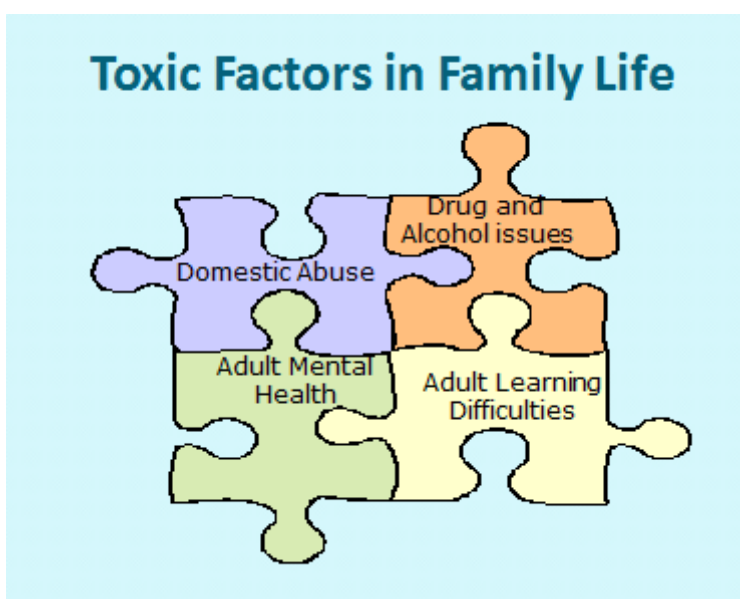 Toxic Factors in Family Life
Drug and
Alcohol issues
Domestic Abuse
Adult Mental
Health
Adult Learning
Difficulties